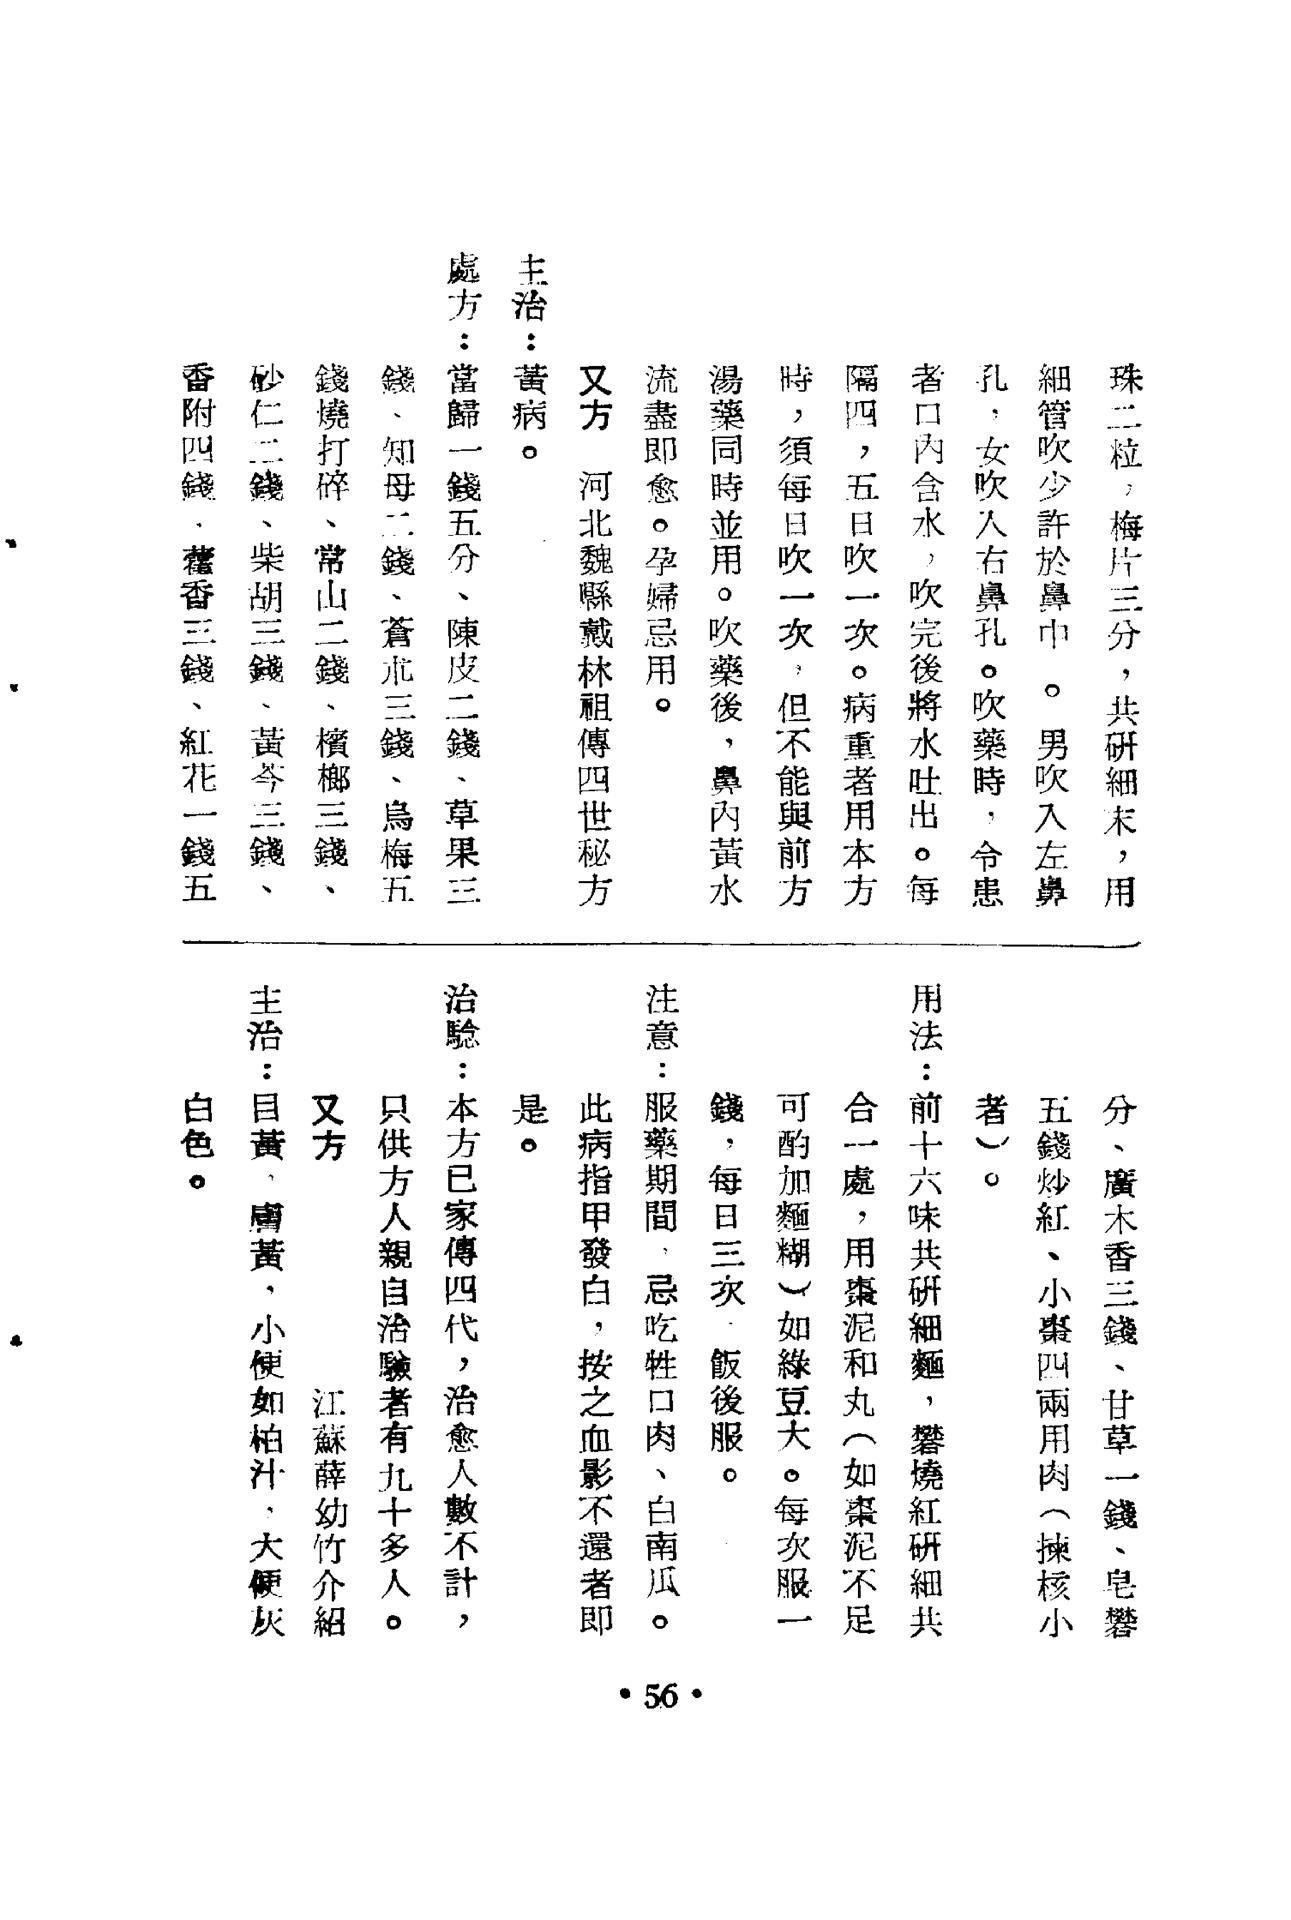 珠二粒，梅片三分，共硏細末，用
細管吹少許於鼻中。男吹入左鼻
孔，女吹入右鼻孔。吹藥時，令患
者口內含水，吹完後將水吐出。每
隔四，五日吹一次。病重者用本方
時，須每日吹一次，但不能與前方
湯藥同時並用。吹藥後，鼻內黃水
流盡即愈。孕婦忌用。
又方　河北魏縣戴林祖傳四世秘方
主治：黃病。
處方：當歸一錢五分、陳皮二錢、草果三
錢、知母二錢、蒼朮三錢、烏梅五
錢燒打碎、常山二錢、檳榔三錢、
砂仁二錢、柴胡三錢、黃芩三錢、
香附四錢、藿香三錢、紅花一錢五
分、廣木香三錢、甘草一錢、皂礬
五錢炒紅、小棗四兩用肉（揀核小
者）。
用法：前十六味共硏細麵，礬燒紅硏細共
合一處，用棗泥和丸（如棗泥不足
可酌加麵糊）如綠豆大。每次服一
錢，每日三次，飯後服。
注意：服藥期間，忌吃牲口肉、白南瓜。
此病指甲發白，按之血影不還者即
是。
治驗：本方已家傳四代，治愈人數不計，
只供方人親自治驗者有九十多人。
又方　江蘇薛幼竹介紹
主治：目黃，膚黃，小便如柏汁，大便灰
白色。
•56•